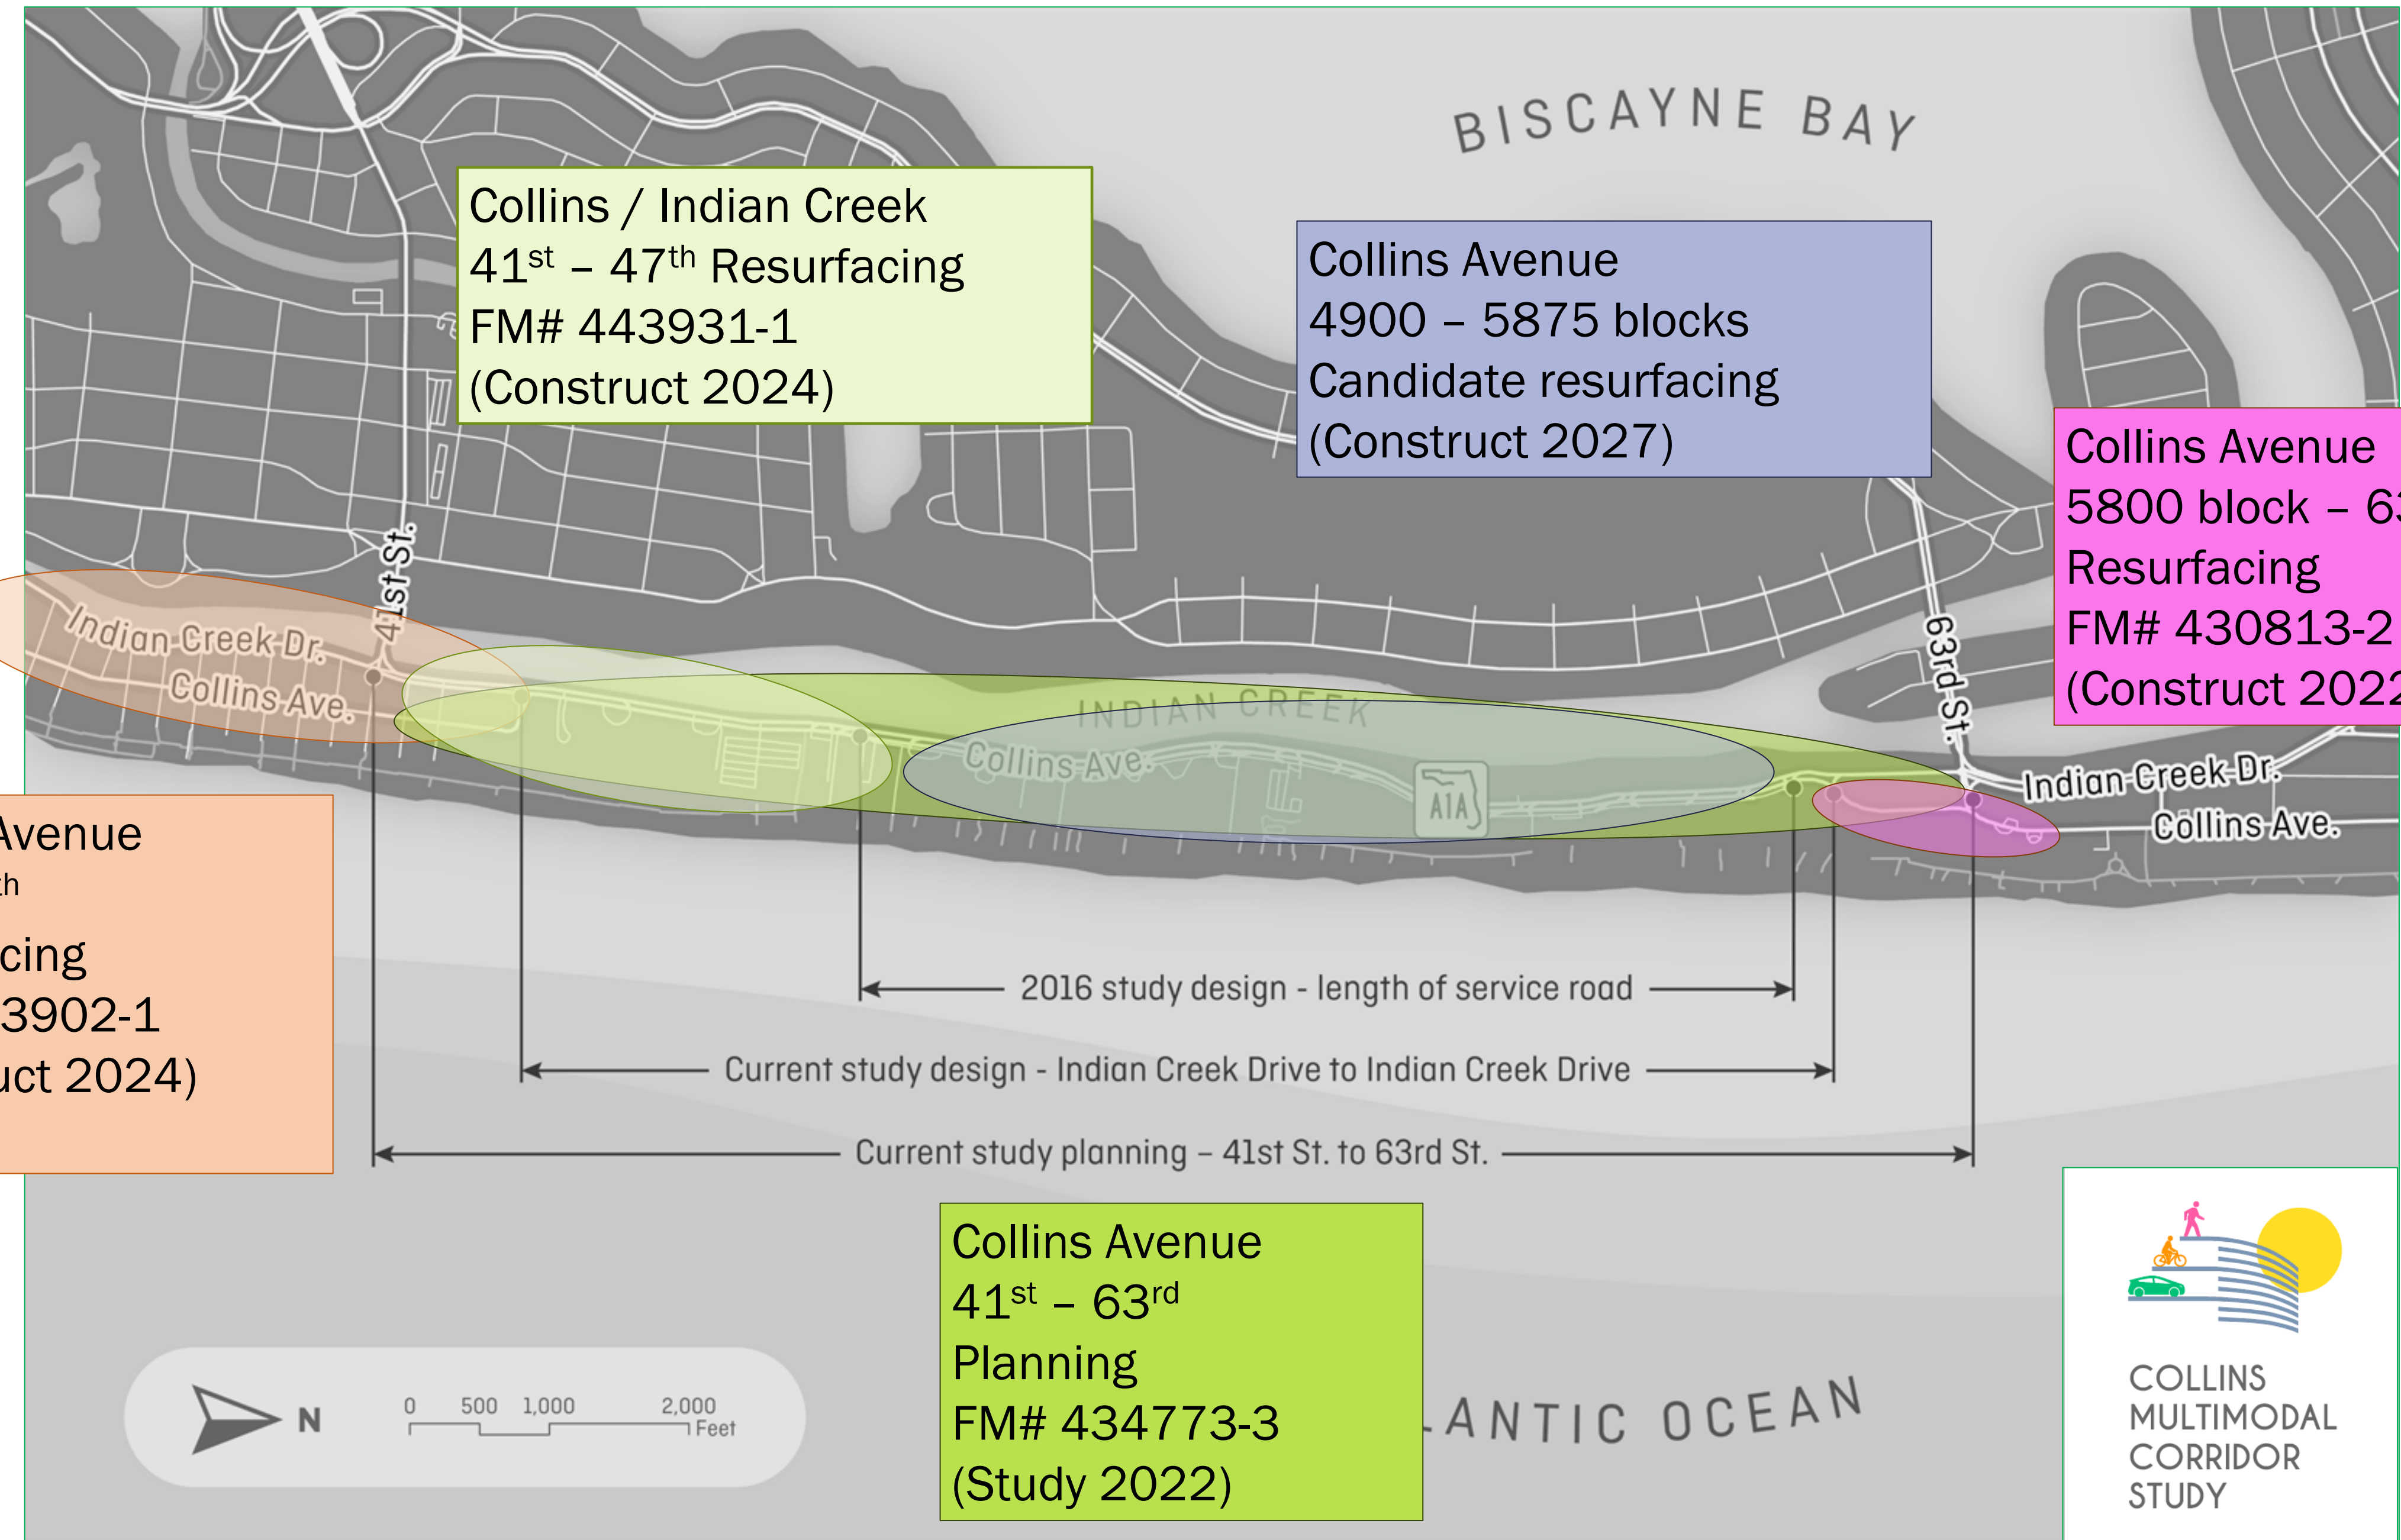 BISCAYNE BAY
Collins / Indian Creek
41st – 47th Resurfacing
FM# 443931-1
(Construct 2024)
Collins Avenue
4900 – 5875 blocks
Candidate resurfacing
(Construct 2027)
Collins Avenue
5800 block – 63
Resurfacing
FM# 430813-2
(Construct 2022
41st St.
63rd St.
Indian Creek Dr.
Collins Ave.
INDIAN CREEK
Collins Ave.
A1A
Indian Creek Dr.
Collins Ave.
Avenue
th
cing
3902-1
uct 2024)
2016 study design - length of service road
Current study design - Indian Creek Drive to Indian Creek Drive
Current study planning – 41st St. to 63rd St.
Collins Avenue
41st – 63rd
Planning
FM# 434773-3
(Study 2022)
LANTIC OCEAN
N
0 500 1,000 2,000
Feet
COLLINS
MULTIMODAL
CORRIDOR
STUDY